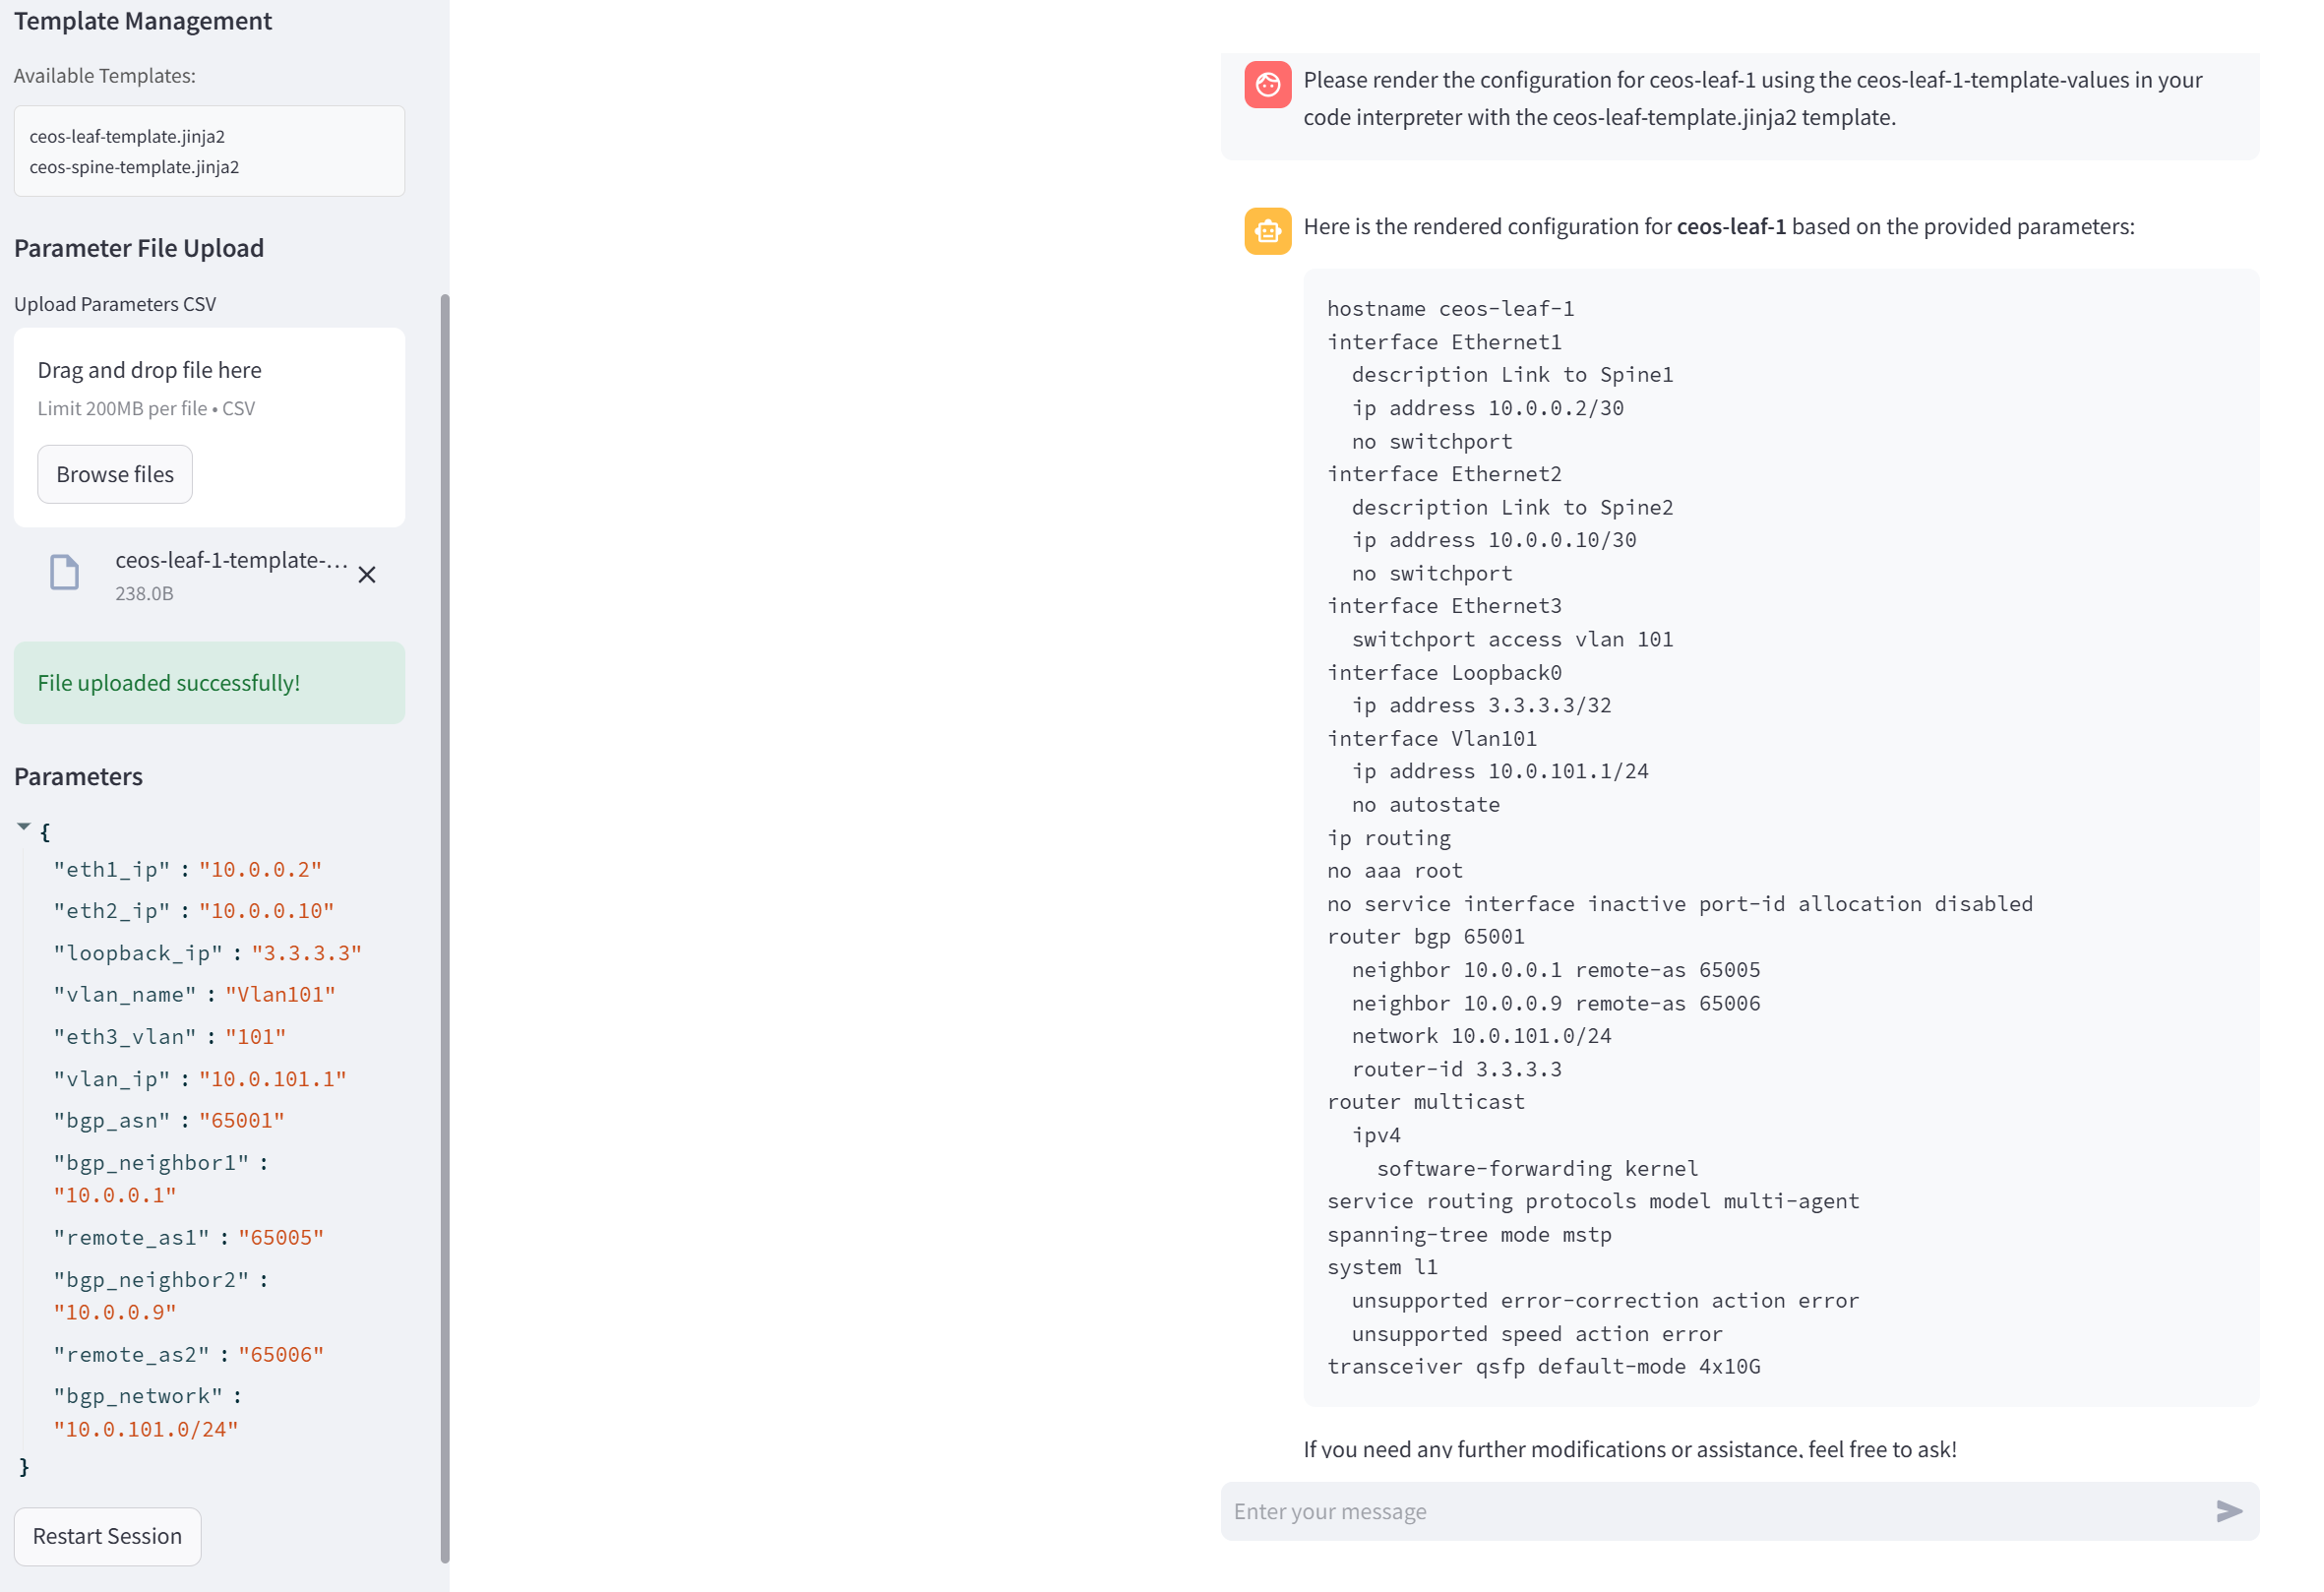 Template Management
Available Templates:
ceos-leaf-template.jinja2
ceos-spine-template.jinja2
Parameter File Upload
Upload Parameters CSV
Drag and drop file here
Limit 200MB per file • CSV
Browse files
ceos-leaf-1-template-...
238.0B
File uploaded successfully!
Parameters
{
"eth1_ip" : "10.0.0.2"
"eth2_ip" : "10.0.0.10"
"loopback_ip" : "3.3.3.3"
"vlan_name" : "Vlan101"
"eth3_vlan" : "101"
"vlan_ip" : "10.0.101.1"
"bgp_asn" : "65001"
"bgp_neighbor1" :
"10.0.0.1"
"remote_as1" : "65005"
"bgp_neighbor2" :
"10.0.0.9"
"remote_as2" : "65006"
"bgp_network" :
"10.0.101.0/24"
}
Restart Session
Please render the configuration for ceos-leaf-1 using the ceos-leaf-1-template-values in your
code interpreter with the ceos-leaf-template.jinja2 template.
Here is the rendered configuration for ceos-leaf-1 based on the provided parameters:
hostname ceos-leaf-1
interface Ethernet1
  description Link to Spine1
  ip address 10.0.0.2/30
  no switchport
interface Ethernet2
  description Link to Spine2
  ip address 10.0.0.10/30
  no switchport
interface Ethernet3
  switchport access vlan 101
interface Loopback0
  ip address 3.3.3.3/32
interface Vlan101
  ip address 10.0.101.1/24
  no autostate
ip routing
no aaa root
no service interface inactive port-id allocation disabled
router bgp 65001
  neighbor 10.0.0.1 remote-as 65005
  neighbor 10.0.0.9 remote-as 65006
  network 10.0.101.0/24
  router-id 3.3.3.3
router multicast
  ipv4
    software-forwarding kernel
service routing protocols model multi-agent
spanning-tree mode mstp
system l1
  unsupported error-correction action error
  unsupported speed action error
transceiver qsfp default-mode 4x10G
If you need any further modifications or assistance, feel free to ask!
Enter your message